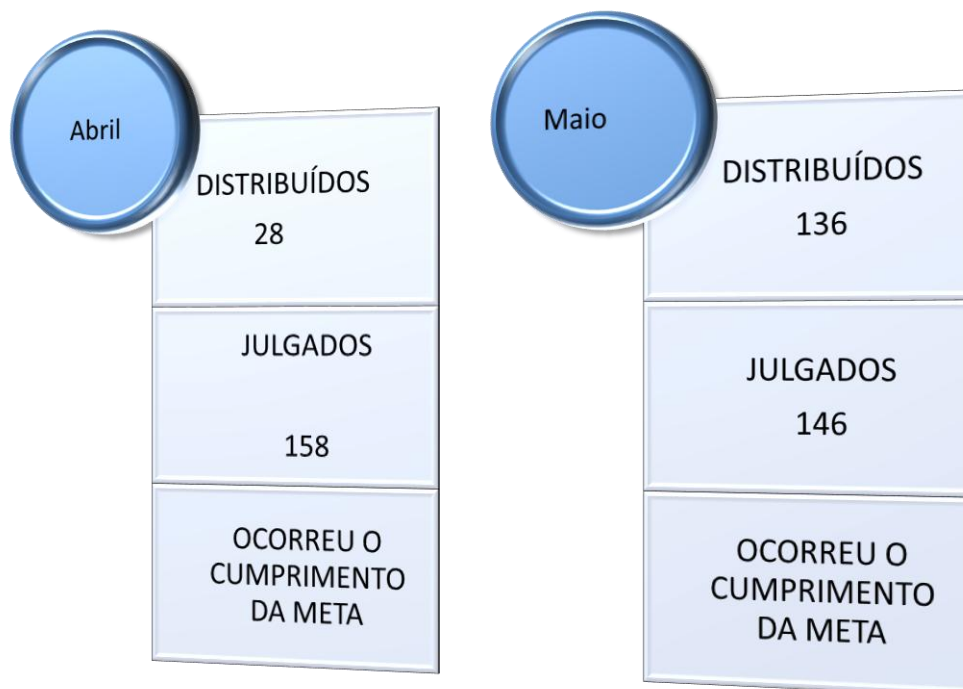 Abril
DISTRIBUÍDOS
28
JULGADOS
158
OCORREU O
CUMPRIMENTO
DA META
Maio
DISTRIBUÍDOS
136
JULGADOS
146
OCORREU O
CUMPRIMENTO
DA META